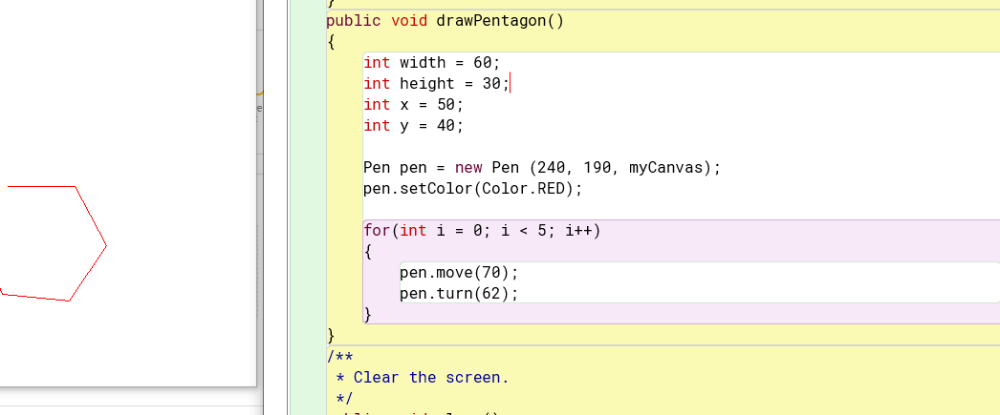 }
public void drawPentagon()
{
int width = 60;
int height = 30;
int x = 50;
int y = 40;
Pen pen = new Pen (240, 190, myCanvas);
pen.setColor(Color.RED);
for(int i = 0; i < 5; i++)
{
pen.move(70);
pen.turn(62);
}
}
/**
* Clear the screen.
*/